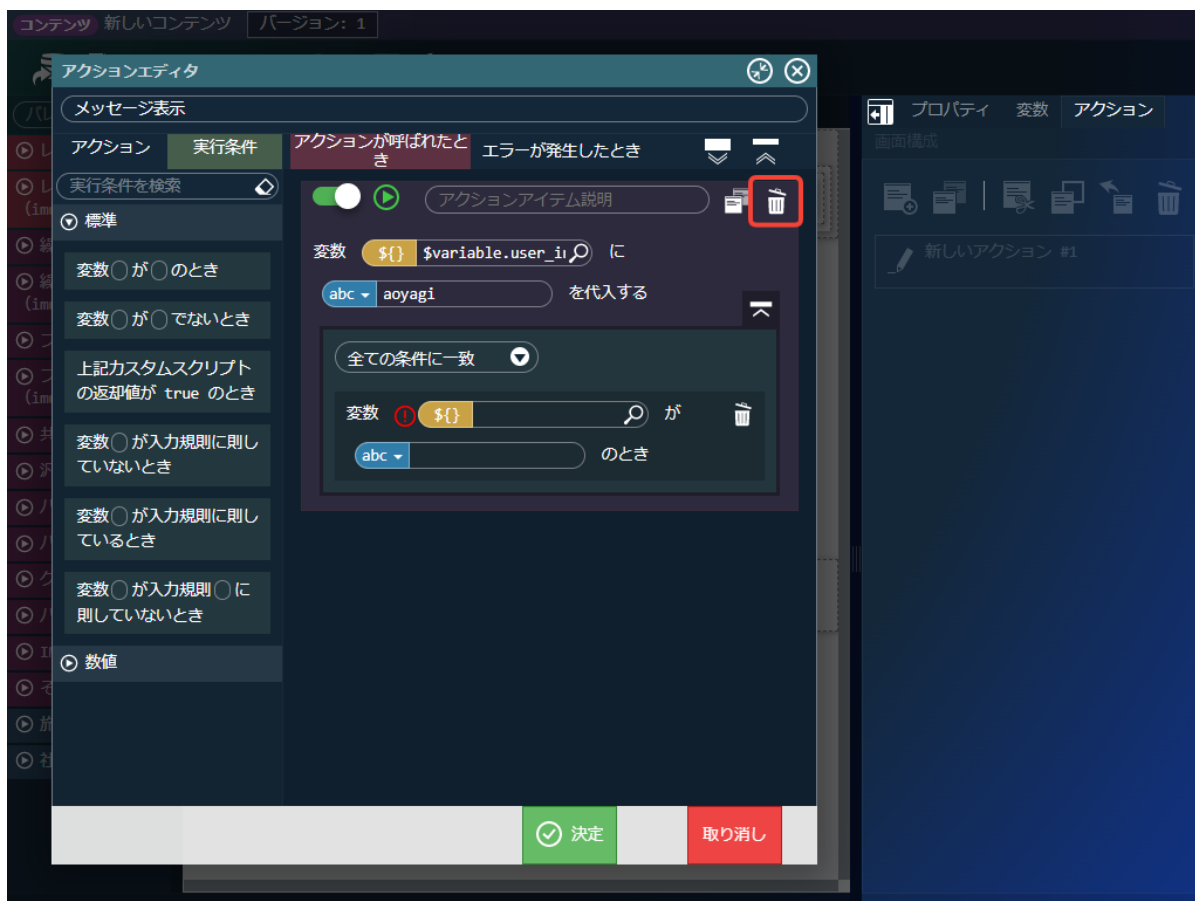 コンテンツ 新しいコンテンツ バージョン: 1
アクションエディタ
メッセージ表示
プロパティ 変数 アクション
画面構成
アクション 実行条件
アクションが呼ばれたと
き
エラーが発生したとき
実行条件を検索
アクションアイテム説明
標準
変数 が のとき
変数 が でないとき
上記カスタムスクリプト
の返却値が true のとき
変数 が入力規則に則し
ていないとき
変数 が入力規則に則し
ているとき
変数 が入力規則 に
則していないとき
数値
変数 ${} $variable.user_i に
abc aoyagi を代入する
全ての条件に一致
変数 ${} が
abc のとき
新しいアクション #1
決定
取り消し